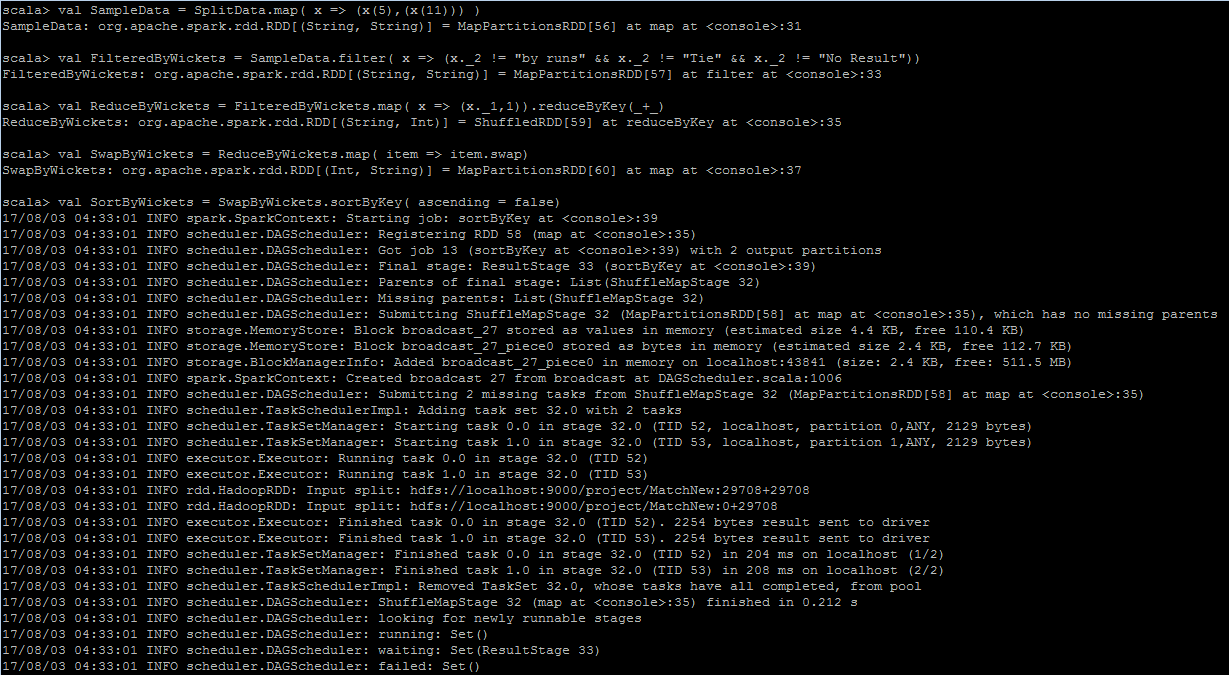 scala> val SampleData = SplitData.map( x => (x(5),(x(11))) )
SampleData: org.apache.spark.rdd.RDD[(String, String)] = MapPartitionsRDD[56] at map at <console>:31
scala> val FilteredByWickets = SampleData.filter( x => (x._2 != "by runs" && x._2 != "Tie" && x._2 != "No Result"))
FilteredByWickets: org.apache.spark.rdd.RDD[(String, String)] = MapPartitionsRDD[57] at filter at <console>:33
scala> val ReduceByWickets = FilteredByWickets.map( x => (x._1,1)).reduceByKey(_+_)
ReduceByWickets: org.apache.spark.rdd.RDD[(String, Int)] = ShuffledRDD[59] at reduceByKey at <console>:35
scala> val SwapByWickets = ReduceByWickets.map( item => item.swap)
SwapByWickets: org.apache.spark.rdd.RDD[(Int, String)] = MapPartitionsRDD[60] at map at <console>:37
scala> val SortByWickets = SwapByWickets.sortByKey( ascending = false)
17/08/03 04:33:01 INFO spark.SparkContext: Starting job: sortByKey at <console>:39
17/08/03 04:33:01 INFO scheduler.DAGScheduler: Registering RDD 58 (map at <console>:35)
17/08/03 04:33:01 INFO scheduler.DAGScheduler: Got job 13 (sortByKey at <console>:39) with 2 output partitions
17/08/03 04:33:01 INFO scheduler.DAGScheduler: Final stage: ResultStage 33 (sortByKey at <console>:39)
17/08/03 04:33:01 INFO scheduler.DAGScheduler: Parents of final stage: List(ShuffleMapStage 32)
17/08/03 04:33:01 INFO scheduler.DAGScheduler: Missing parents: List(ShuffleMapStage 32)
17/08/03 04:33:01 INFO scheduler.DAGScheduler: Submitting ShuffleMapStage 32 (MapPartitionsRDD[58] at map at <console>:35), which has no missing parents
17/08/03 04:33:01 INFO storage.MemoryStore: Block broadcast_27 stored as values in memory (estimated size 4.4 KB, free 110.4 KB)
17/08/03 04:33:01 INFO storage.MemoryStore: Block broadcast_27_piece0 stored as bytes in memory (estimated size 2.4 KB, free 112.7 KB)
17/08/03 04:33:01 INFO storage.BlockManagerInfo: Added broadcast_27_piece0 in memory on localhost:43841 (size: 2.4 KB, free: 511.5 MB)
17/08/03 04:33:01 INFO spark.SparkContext: Created broadcast 27 from broadcast at DAGScheduler.scala:1006
17/08/03 04:33:01 INFO scheduler.DAGScheduler: Submitting 2 missing tasks from ShuffleMapStage 32 (MapPartitionsRDD[58] at map at <console>:35)
17/08/03 04:33:01 INFO scheduler.TaskSchedulerImpl: Adding task set 32.0 with 2 tasks
17/08/03 04:33:01 INFO scheduler.TaskSetManager: Starting task 0.0 in stage 32.0 (TID 52, localhost, partition 0,ANY, 2129 bytes)
17/08/03 04:33:01 INFO scheduler.TaskSetManager: Starting task 1.0 in stage 32.0 (TID 53, localhost, partition 1,ANY, 2129 bytes)
17/08/03 04:33:01 INFO executor.Executor: Running task 0.0 in stage 32.0 (TID 52)
17/08/03 04:33:01 INFO executor.Executor: Running task 1.0 in stage 32.0 (TID 53)
17/08/03 04:33:01 INFO rdd.HadoopRDD: Input split: hdfs://localhost:9000/project/MatchNew:29708+29708
17/08/03 04:33:01 INFO rdd.HadoopRDD: Input split: hdfs://localhost:9000/project/MatchNew:0+29708
17/08/03 04:33:01 INFO executor.Executor: Finished task 0.0 in stage 32.0 (TID 52). 2254 bytes result sent to driver
17/08/03 04:33:01 INFO executor.Executor: Finished task 1.0 in stage 32.0 (TID 53). 2254 bytes result sent to driver
17/08/03 04:33:01 INFO scheduler.TaskSetManager: Finished task 0.0 in stage 32.0 (TID 52) in 204 ms on localhost (1/2)
17/08/03 04:33:01 INFO scheduler.TaskSetManager: Finished task 1.0 in stage 32.0 (TID 53) in 208 ms on localhost (2/2)
17/08/03 04:33:01 INFO scheduler.TaskSchedulerImpl: Removed TaskSet 32.0, whose tasks have all completed, from pool
17/08/03 04:33:01 INFO scheduler.DAGScheduler: ShuffleMapStage 32 (map at <console>:35) finished in 0.212 s
17/08/03 04:33:01 INFO scheduler.DAGScheduler: looking for newly runnable stages
17/08/03 04:33:01 INFO scheduler.DAGScheduler: running: Set()
17/08/03 04:33:01 INFO scheduler.DAGScheduler: waiting: Set(ResultStage 33)
17/08/03 04:33:01 INFO scheduler.DAGScheduler: failed: Set()